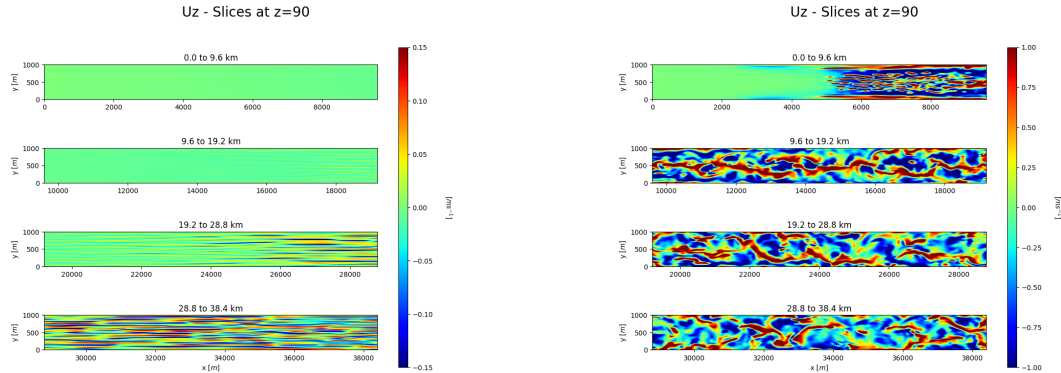 Uz - Slices at z=90
0.0 to 9.6 km
y [m]
1000
500
0
0 2000 4000 6000 8000
9.6 to 19.2 km
y [m]
1000
500
0
10000 12000 14000 16000 18000
19.2 to 28.8 km
y [m]
1000
500
0
20000 22000 24000 26000 28000
28.8 to 38.4 km
y [m]
1000
500
0
30000 32000 34000 36000 38000
x [m]
0.15
0.10
0.05
0.00
−0.05
−0.10
−0.15
[ms⁻¹]
Uz - Slices at z=90
0.0 to 9.6 km
y [m]
1000
500
0
0 2000 4000 6000 8000
9.6 to 19.2 km
y [m]
1000
500
0
10000 12000 14000 16000 18000
19.2 to 28.8 km
y [m]
1000
500
0
20000 22000 24000 26000 28000
28.8 to 38.4 km
y [m]
1000
500
0
30000 32000 34000 36000 38000
x [m]
1.00
0.75
0.50
0.25
0.00
−0.25
−0.50
−0.75
−1.00
[ms⁻¹]